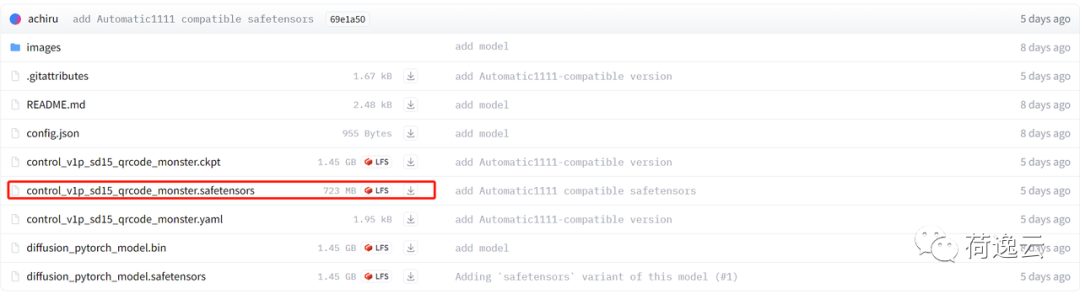 achiru add Automatic1111 compatible safetensors 69e1a50 5 days ago
images add model 8 days ago
.gitattributes 1.67 kB add Automatic1111-compatible version 5 days ago
README.md 2.48 kB add model 8 days ago
config.json 955 Bytes add model 8 days ago
control_v1p_sd15_qrcode_monster.ckpt 1.45 GB LFS add Automatic1111-compatible version 5 days ago
control_v1p_sd15_qrcode_monster.safetensors 723 MB LFS add Automatic1111 compatible safetensors 5 days ago
control_v1p_sd15_qrcode_monster.yaml 1.95 kB add Automatic1111-compatible version 5 days ago
diffusion_pytorch_model.bin 1.45 GB LFS add model 8 days ago
荷逸云
diffusion_pytorch_model.safetensors 1.45 GB LFS Adding `safetensors` variant of this model (#1) 5 days ago